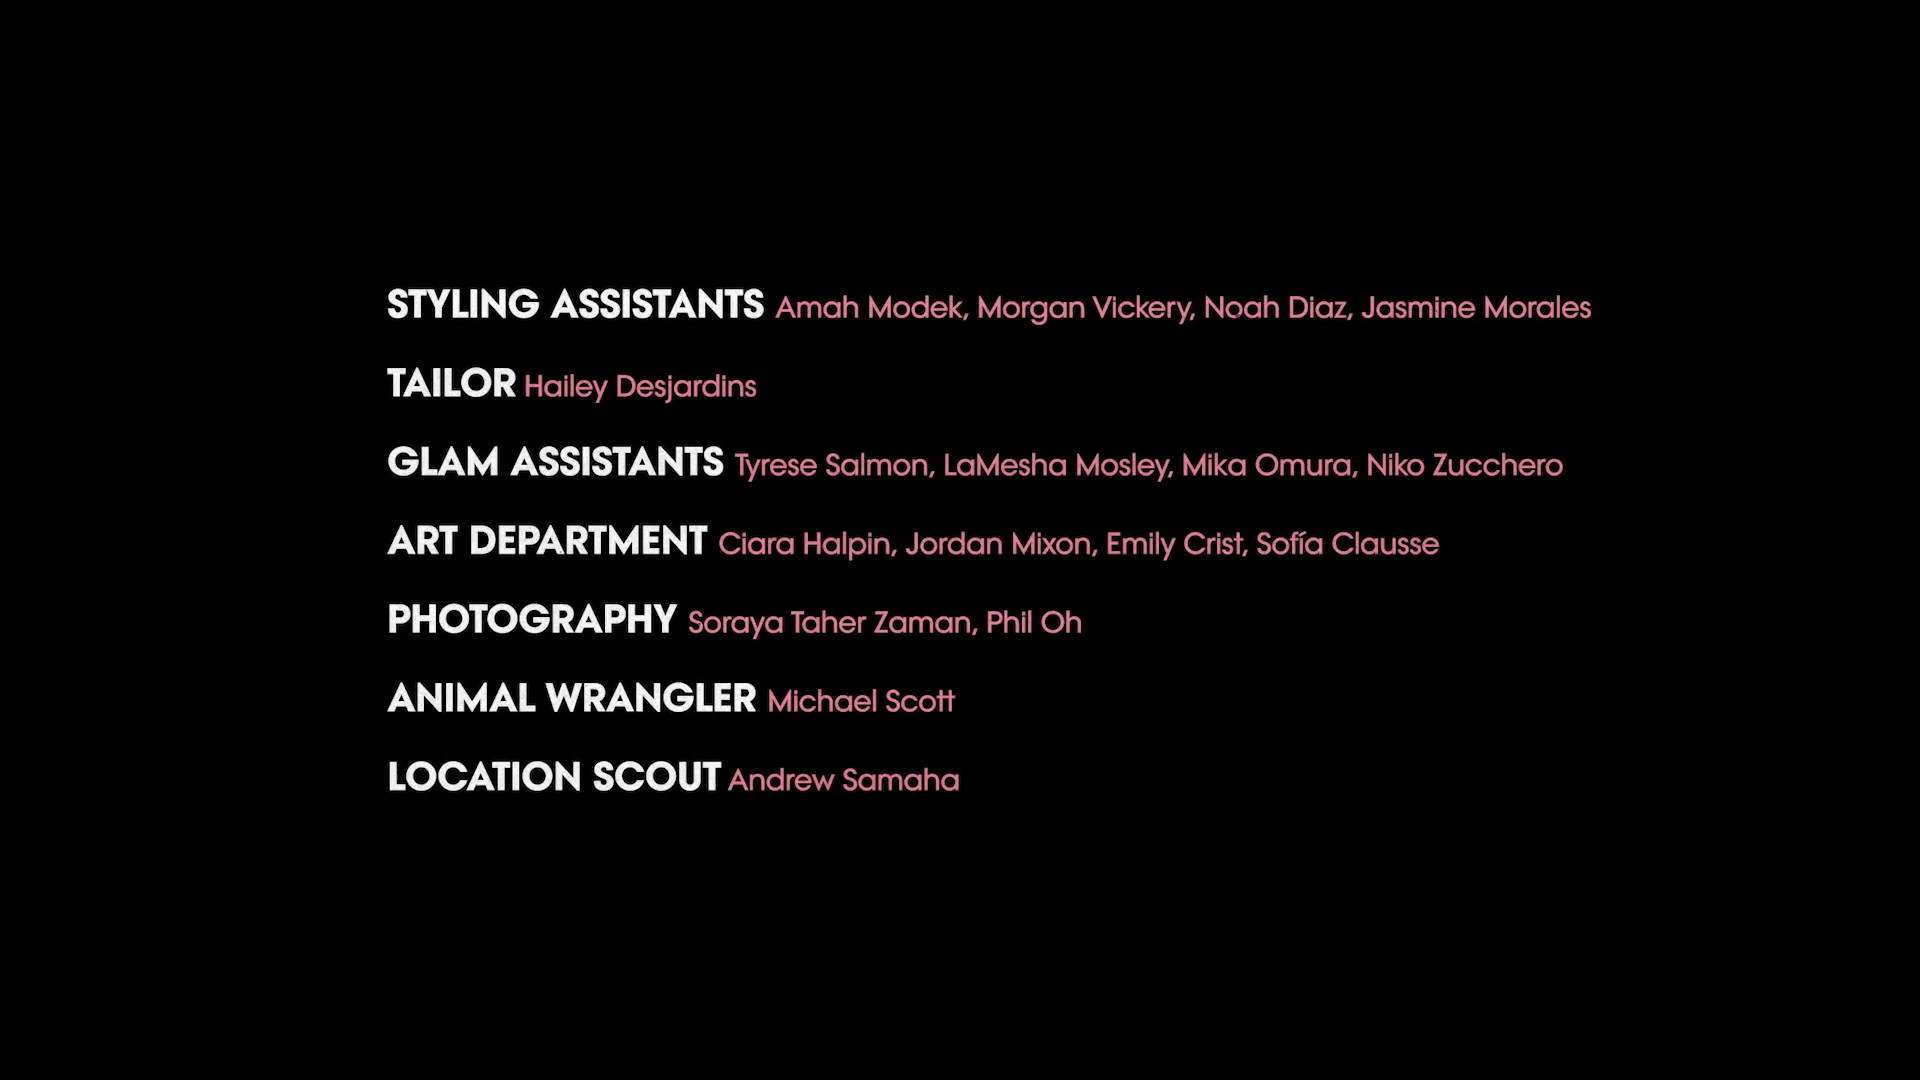 STYLING ASSISTANTS Amah Modek, Morgan Vickery, Noah Diaz, Jasmine Morales
TAILOR Hailey Desjardins
GLAM ASSISTANTS Tyrese Salmon, LaMesha Mosley, Mika Omura, Niko Zucchero
ART DEPARTMENT Ciara Halpin, Jordan Mixon, Emily Crist, Sofía Clausse
PHOTOGRAPHY Soraya Taher Zaman, Phil Oh
ANIMAL WRANGLER Michael Scott
LOCATION SCOUT Andrew Samaha